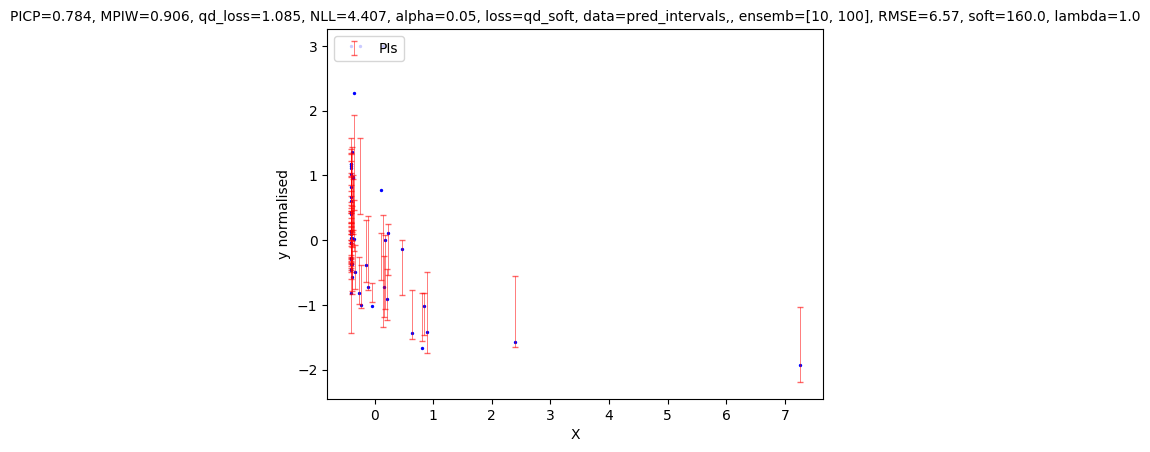 PICP=0.784, MPIW=0.906, qd_loss=1.085, NLL=4.407, alpha=0.05, loss=qd_soft, data=pred_intervals,, ensemb=[10, 100], RMSE=6.57, soft=160.0, lambda=1.0
PIs
3
2
1
0
−1
−2
y normalised
0 1 2 3 4 5 6 7
X